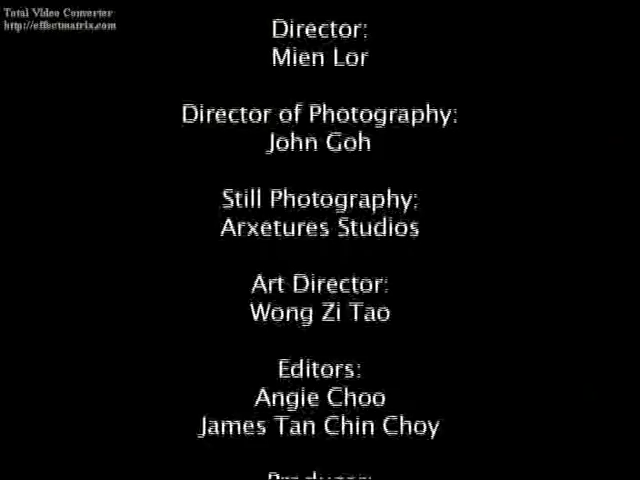 Total Video Converter
http://effectmatrix.com
Director:
Mien Lor
Director of Photography:
John Goh
Still Photography:
Arxetures Studios
Art Director:
Wong Zi Tao
Editors:
Angie Choo
James Tan Chin Choy